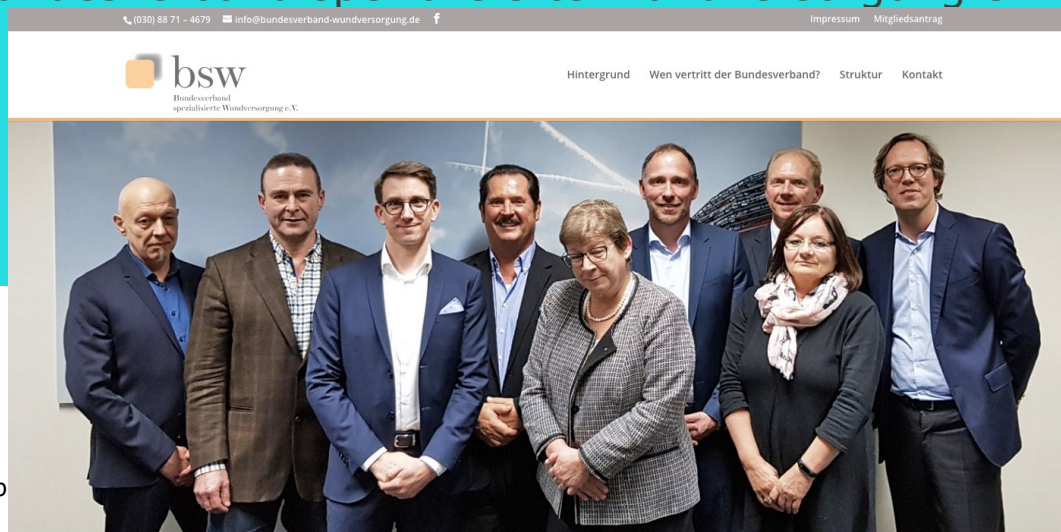 (030) 88 71 – 4679 info@bundesverband-wundversorgung.de f
Impressum Mitgliedsantrag
bsw
Bundesverband
spezialisierte Wundversorgung e.V.
Hintergrund Wen vertritt der Bundesverband? Struktur Kontakt